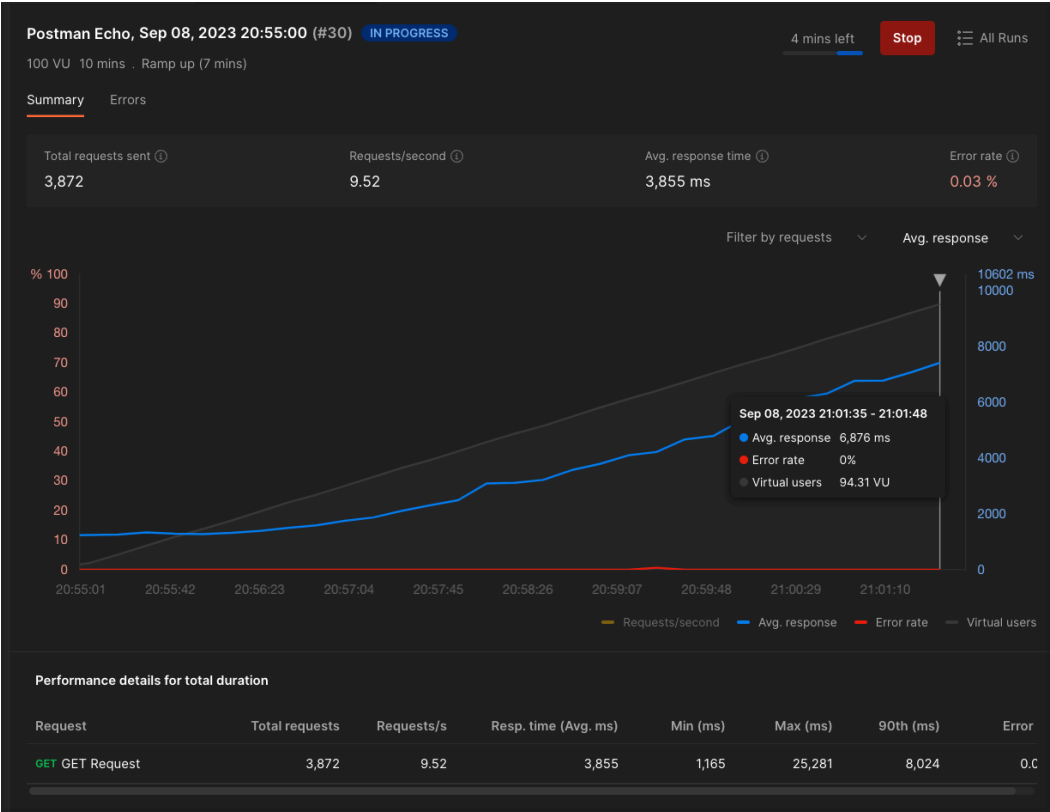 Postman Echo, Sep 08, 2023 20:55:00 (#30) IN PROGRESS
4 mins left Stop All Runs
100 VU 10 mins . Ramp up (7 mins)
Summary Errors
Total requests sent Requests/second Avg. response time Error rate
3,872 9.52 3,855 ms 0.03 %
Filter by requests Avg. response
% 100
90
80
70
60
50
40
30
20
10
0
10602 ms
10000
8000
6000
4000
2000
0
Sep 08, 2023 21:01:35 - 21:01:48
Avg. response 6,876 ms
Error rate 0%
Virtual users 94.31 VU
20:55:01 20:55:42 20:56:23 20:57:04 20:57:45 20:58:26 20:59:07 20:59:48 21:00:29 21:01:10
Requests/second Avg. response Error rate Virtual users
Performance details for total duration
Request Total requests Requests/s Resp. time (Avg. ms) Min (ms) Max (ms) 90th (ms) Error
GET GET Request 3,872 9.52 3,855 1,165 25,281 8,024 0.0